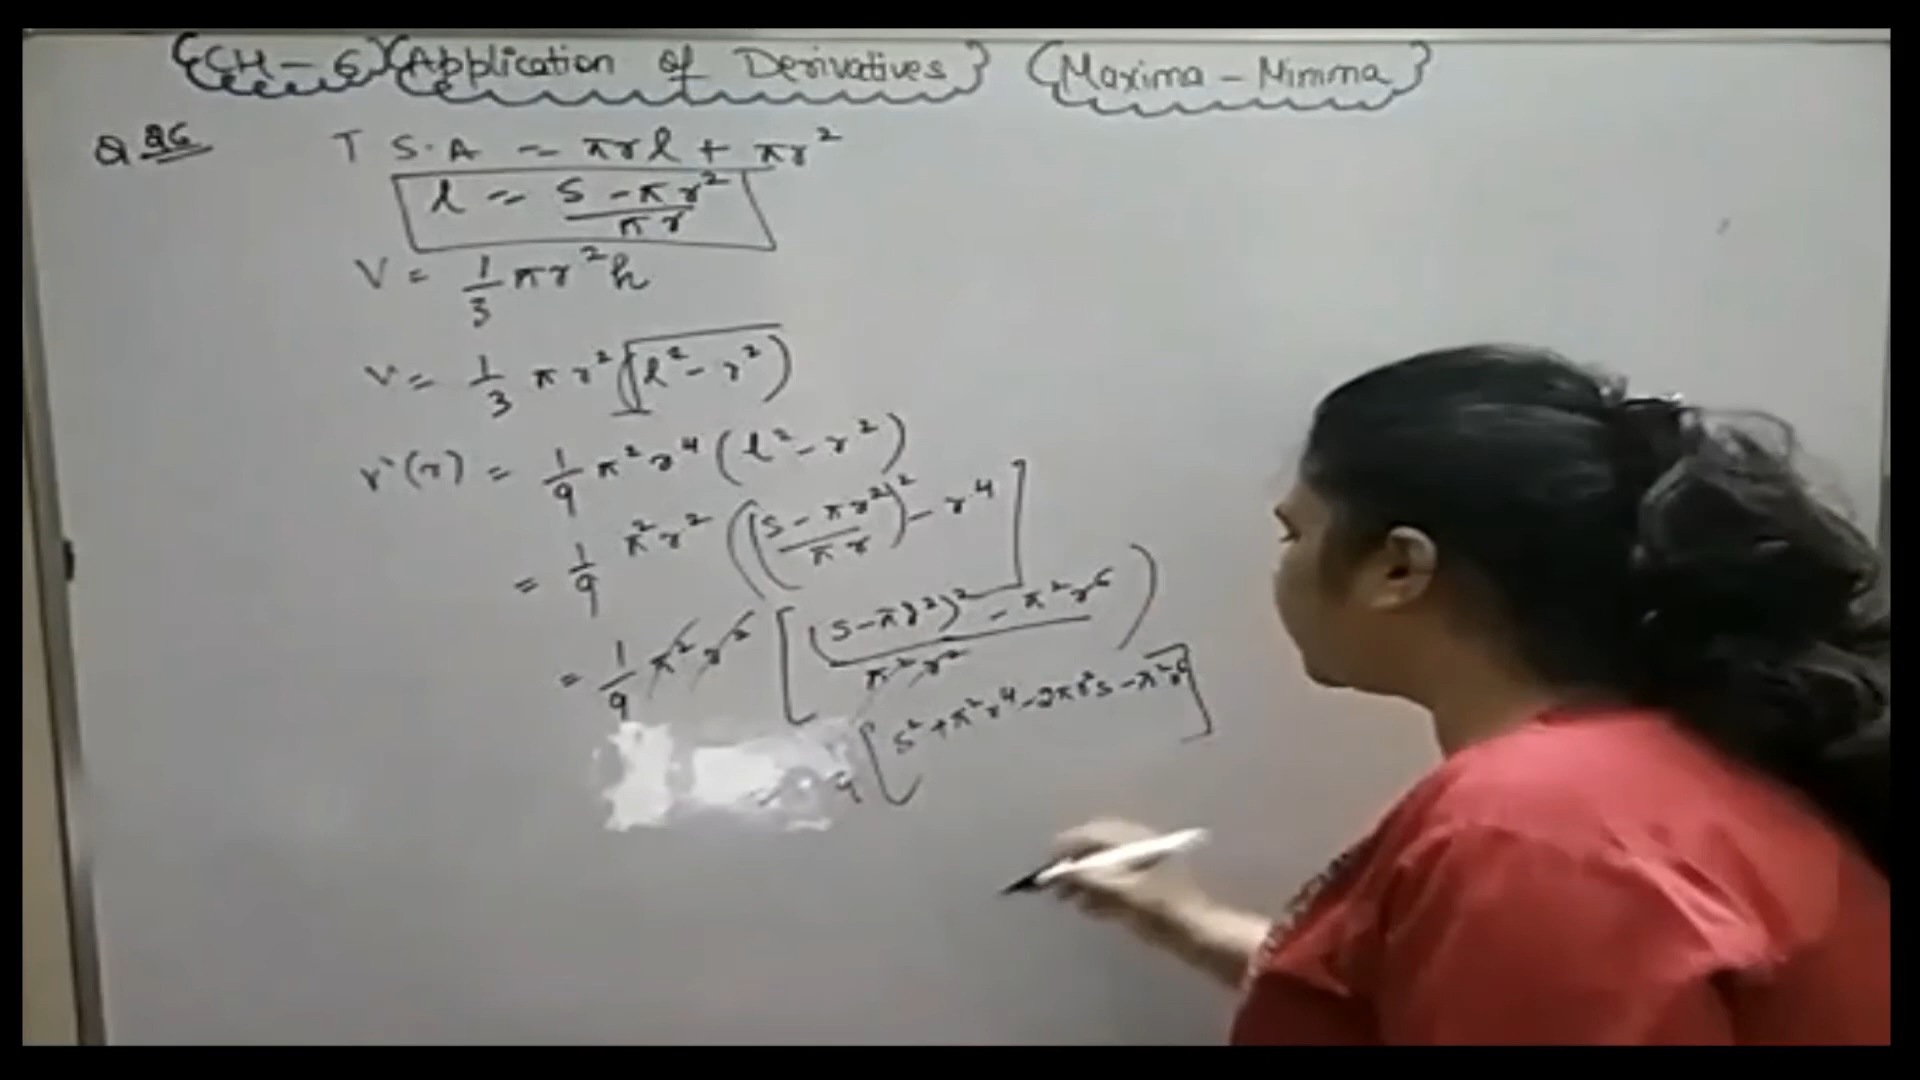 CH-6 Application of Derivatives (Maxima - Minima)
Q 26 T S.A = πrl + πr²
l = S - πr² / πr
V = 1/3 πr²h
V = 1/3 πr² √(l² - r²)
V²(r) = 1/9 π²r⁴ (l² - r²)
= 1/9 π²r² ((S - πr² / πr)² - r⁴]
= 1/9 π²r² [(S - πr²)² - π²r⁶ / π²r²)
[S² + π²r⁴ - 2πr²S - π²r⁶]